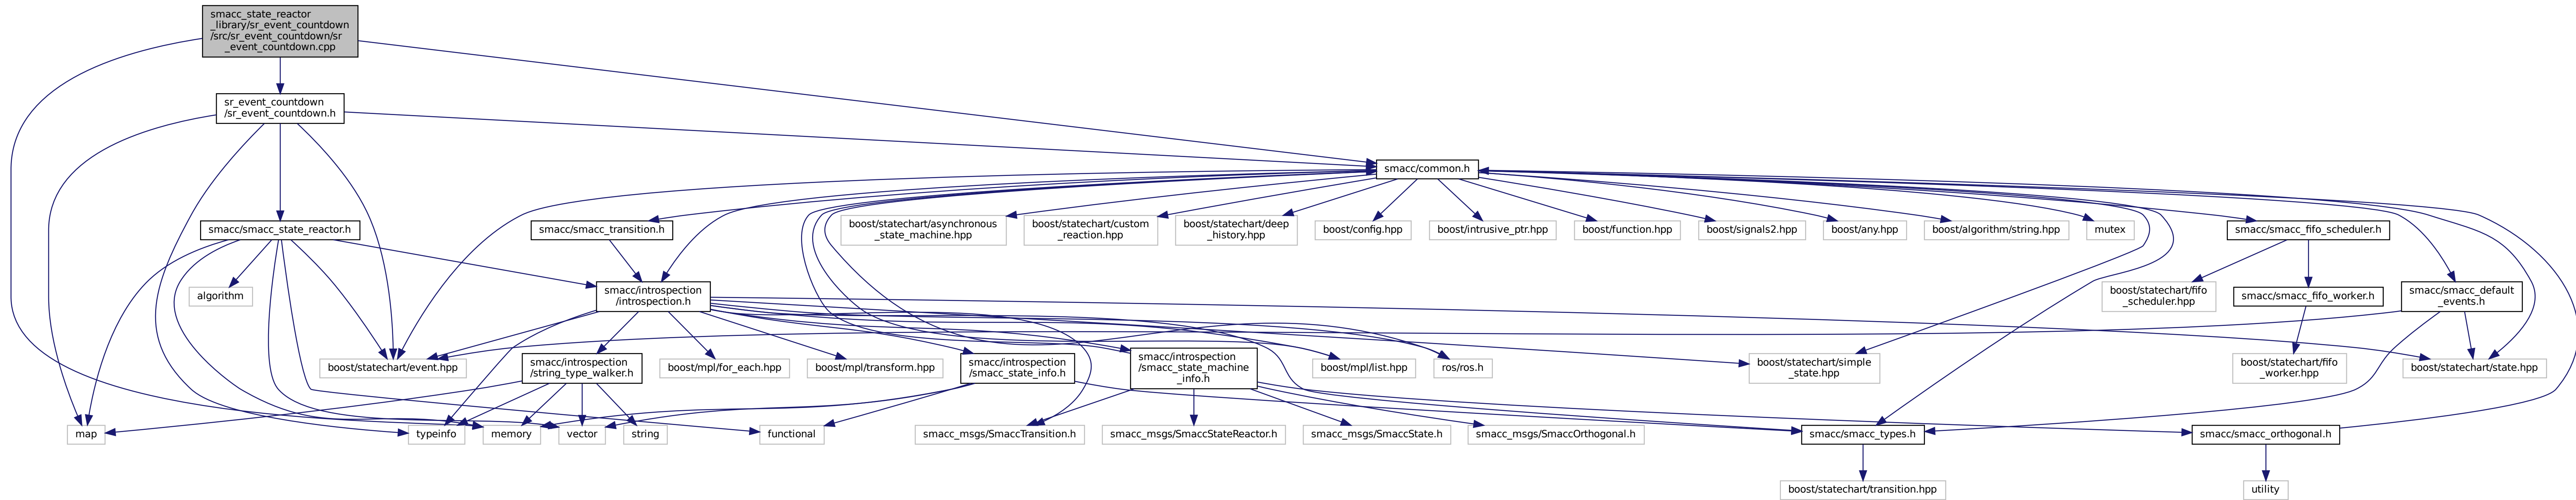 smacc_state_reactor
_library/sr_event_countdown
/src/sr_event_countdown/sr
_event_countdown.cpp
sr_event_countdown
/sr_event_countdown.h
smacc/common.h
smacc/smacc_state_reactor.h
smacc/smacc_transition.h
boost/statechart/asynchronous
_state_machine.hpp
boost/statechart/custom
_reaction.hpp
boost/statechart/deep
_history.hpp
boost/config.hpp
boost/intrusive_ptr.hpp
boost/function.hpp
boost/signals2.hpp
boost/any.hpp
boost/algorithm/string.hpp
mutex
smacc/smacc_fifo_scheduler.h
algorithm
smacc/introspection
/introspection.h
boost/statechart/fifo
_scheduler.hpp
smacc/smacc_fifo_worker.h
smacc/smacc_default
_events.h
boost/statechart/event.hpp
smacc/introspection
/string_type_walker.h
boost/mpl/for_each.hpp
boost/mpl/transform.hpp
smacc/introspection
/smacc_state_info.h
smacc/introspection
/smacc_state_machine
_info.h
boost/mpl/list.hpp
ros/ros.h
boost/statechart/simple
_state.hpp
boost/statechart/fifo
_worker.hpp
boost/statechart/state.hpp
map
typeinfo
memory
vector
string
functional
smacc_msgs/SmaccTransition.h
smacc_msgs/SmaccStateReactor.h
smacc_msgs/SmaccState.h
smacc_msgs/SmaccOrthogonal.h
smacc/smacc_types.h
smacc/smacc_orthogonal.h
boost/statechart/transition.hpp
utility